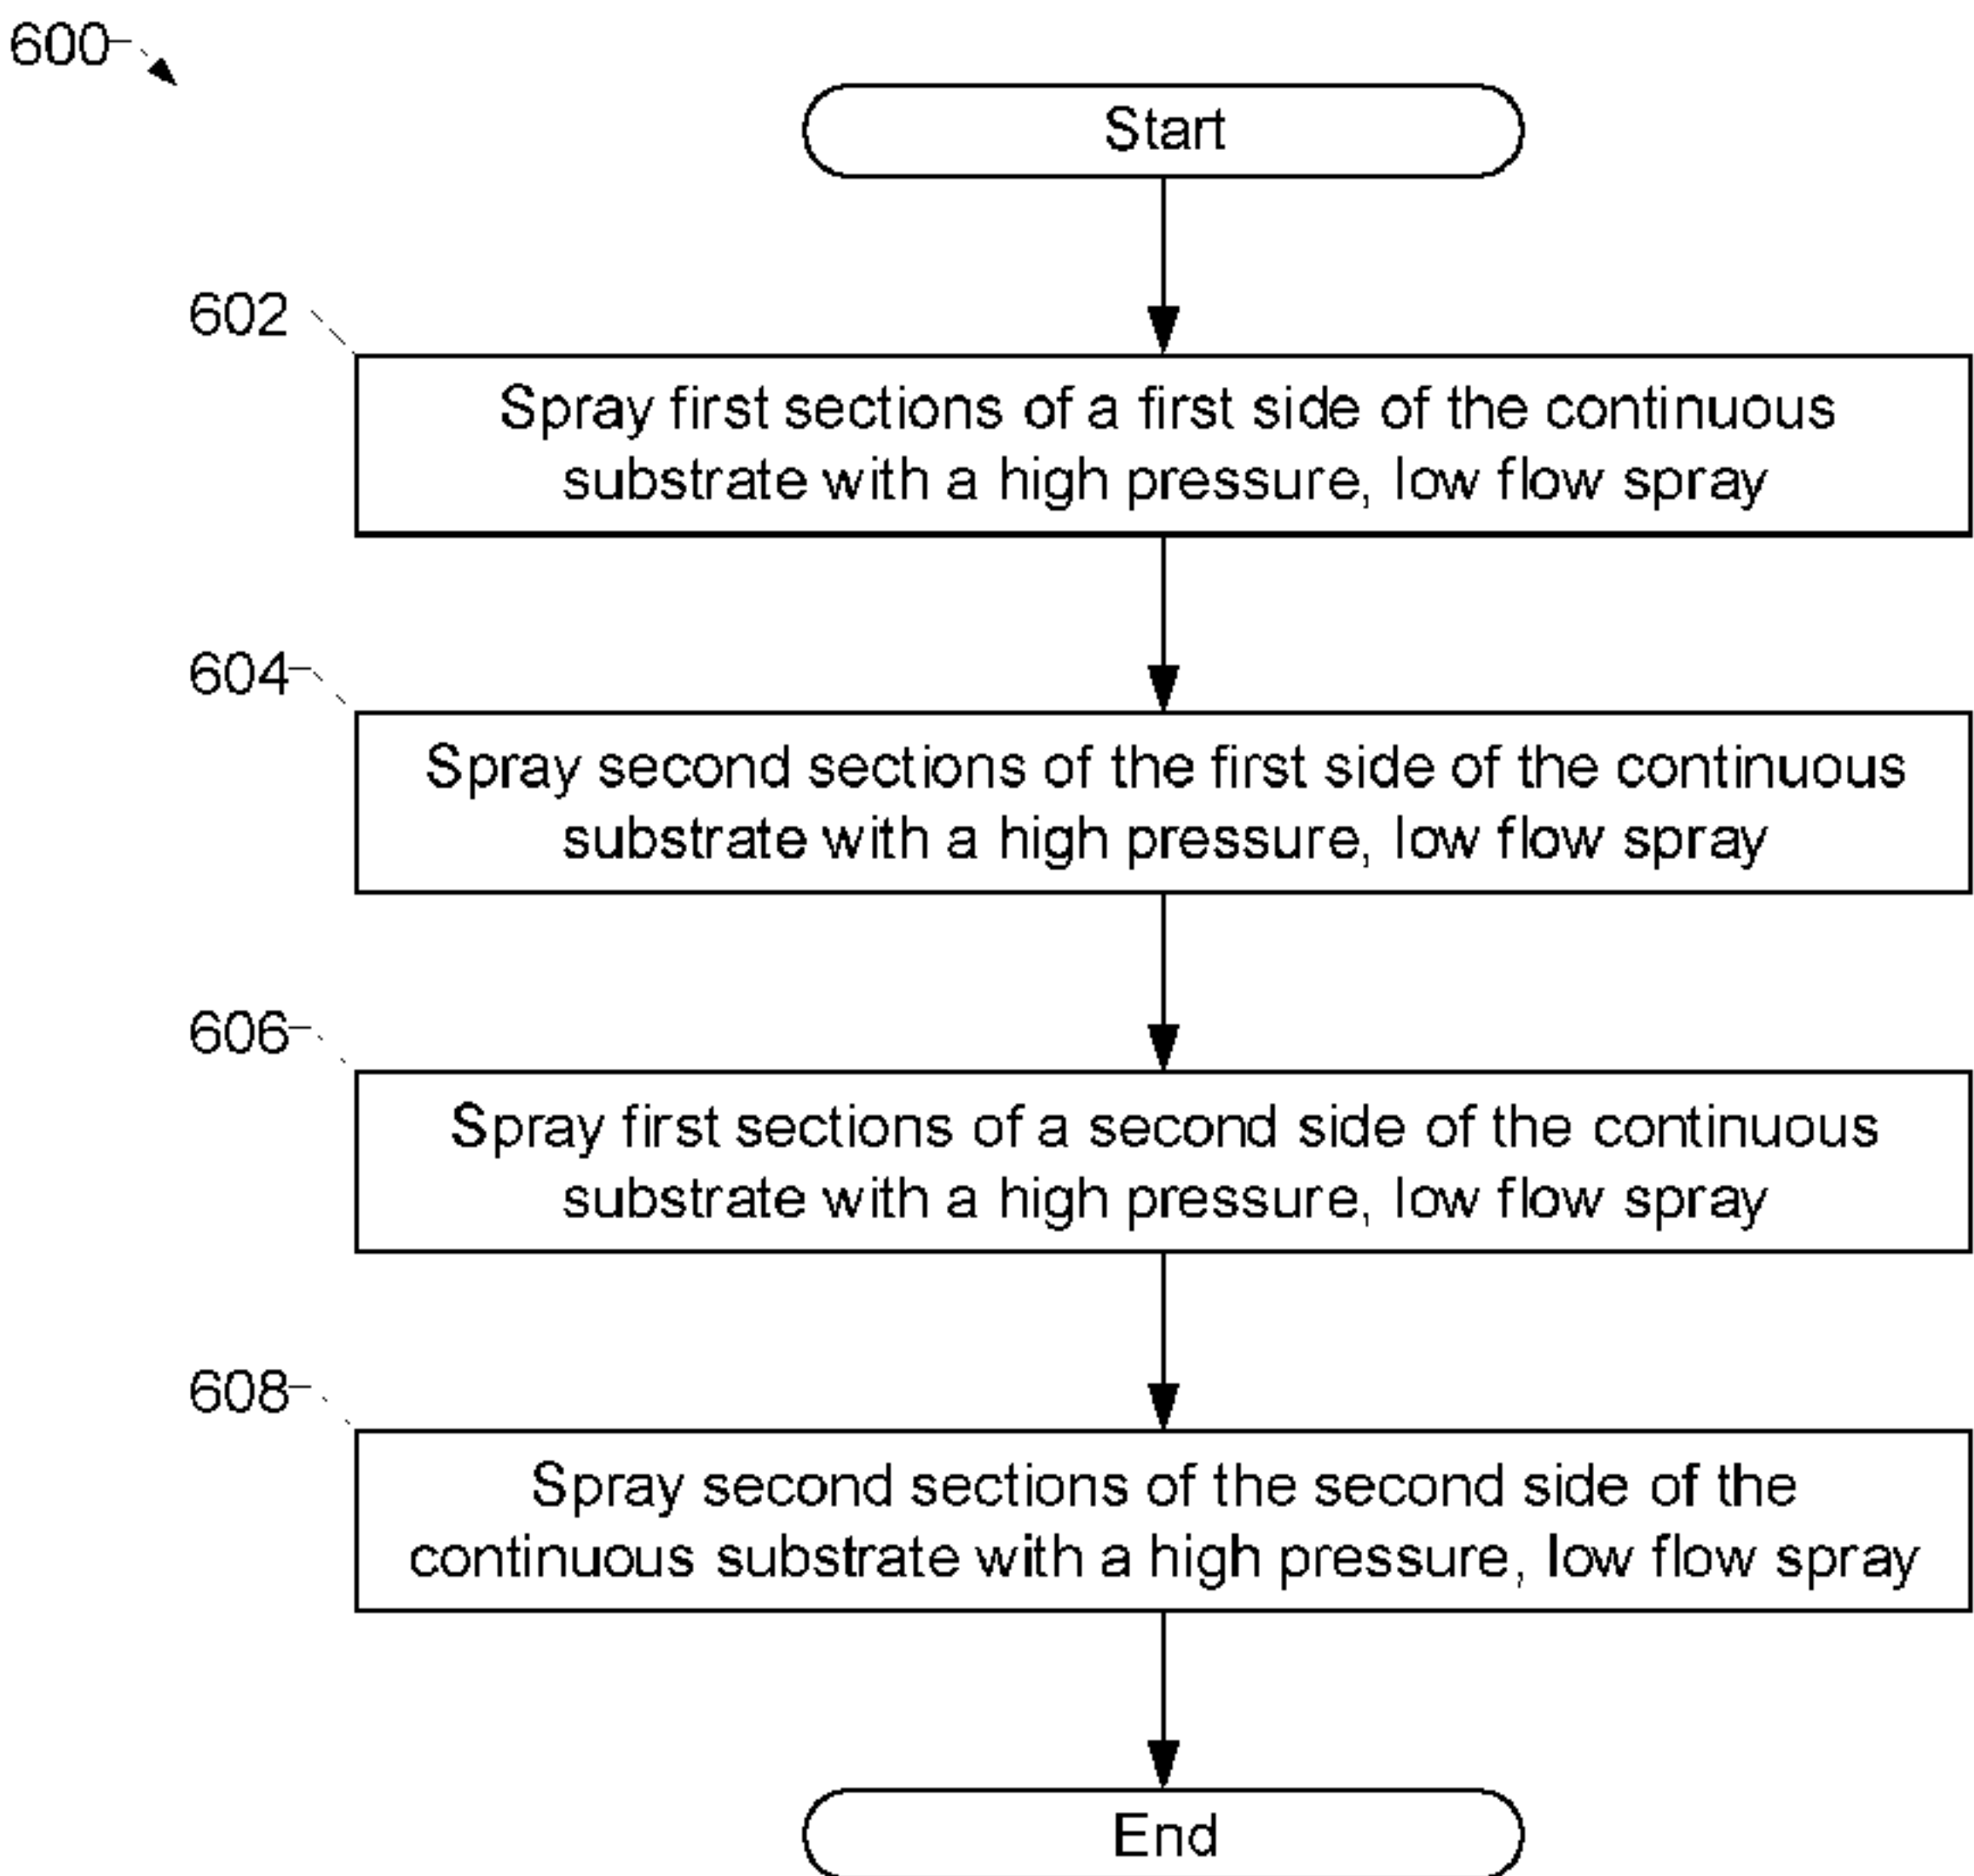 600
Start
602
Spray first sections of a first side of the continuous
substrate with a high pressure, low flow spray
604
Spray second sections of the first side of the continuous
substrate with a high pressure, low flow spray
606
Spray first sections of a second side of the continuous
substrate with a high pressure, low flow spray
608
Spray second sections of the second side of the
continuous substrate with a high pressure, low flow spray
End